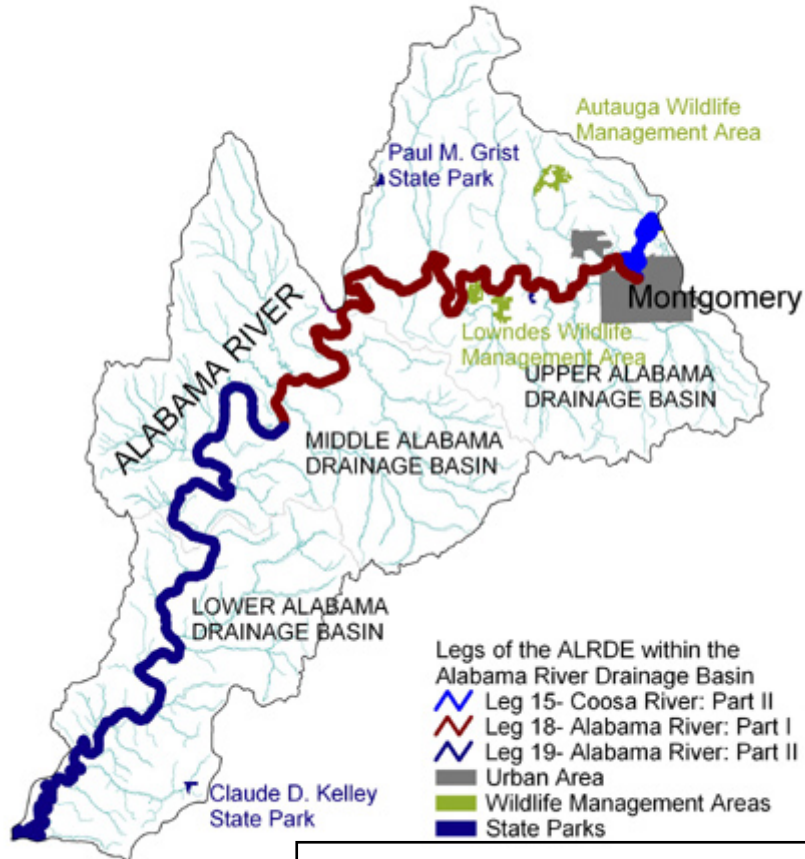 Autauga Wildlife
Management Area
Paul M. Grist
State Park
Montgomery
ALABAMA RIVER
Lowndes Wildlife
Management Area
UPPER ALABAMA
DRAINAGE BASIN
MIDDLE ALABAMA
DRAINAGE BASIN
LOWER ALABAMA
DRAINAGE BASIN
Legs of the ALRDE within the
Alabama River Drainage Basin
Leg 15- Coosa River: Part II
Leg 18- Alabama River: Part I
Leg 19- Alabama River: Part II
Urban Area
Wildlife Management Areas
State Parks
Claude D. Kelley
State Park